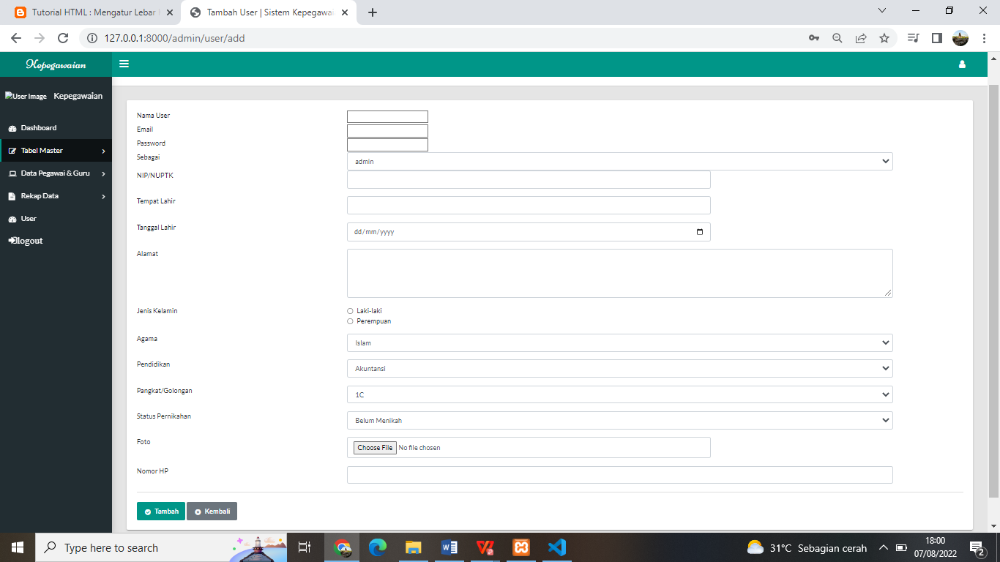 Tutorial HTML : Mengatur Lebar
Tambah User | Sistem Kepegawai
127.0.0.1:8000/admin/user/add
Kepegawaian
User Image Kepegawaian
Dashboard
Tabel Master
Data Pegawai & Guru
Rekap Data
User
logout
Nama User
Email
Password
Sebagai admin
NIP/NUPTK
Tempat Lahir
Tanggal Lahir dd/mm/yyyy
Alamat
Jenis Kelamin Laki-laki
Perempuan
Agama Islam
Pendidikan Akuntansi
Pangkat/Golongan 1C
Status Pernikahan Belum Menikah
Foto Choose File No file chosen
Nomor HP
Tambah Kembali
Type here to search
31°C Sebagian cerah
18:00
07/08/2022
2